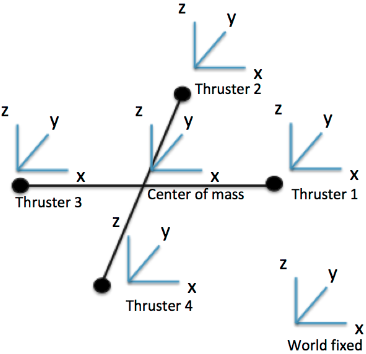 z
y
x
Thruster 2
z
y
x
Thruster 3
z
y
x
Center of mass
z
y
x
Thruster 1
z
y
x
Thruster 4
z
y
x
World fixed